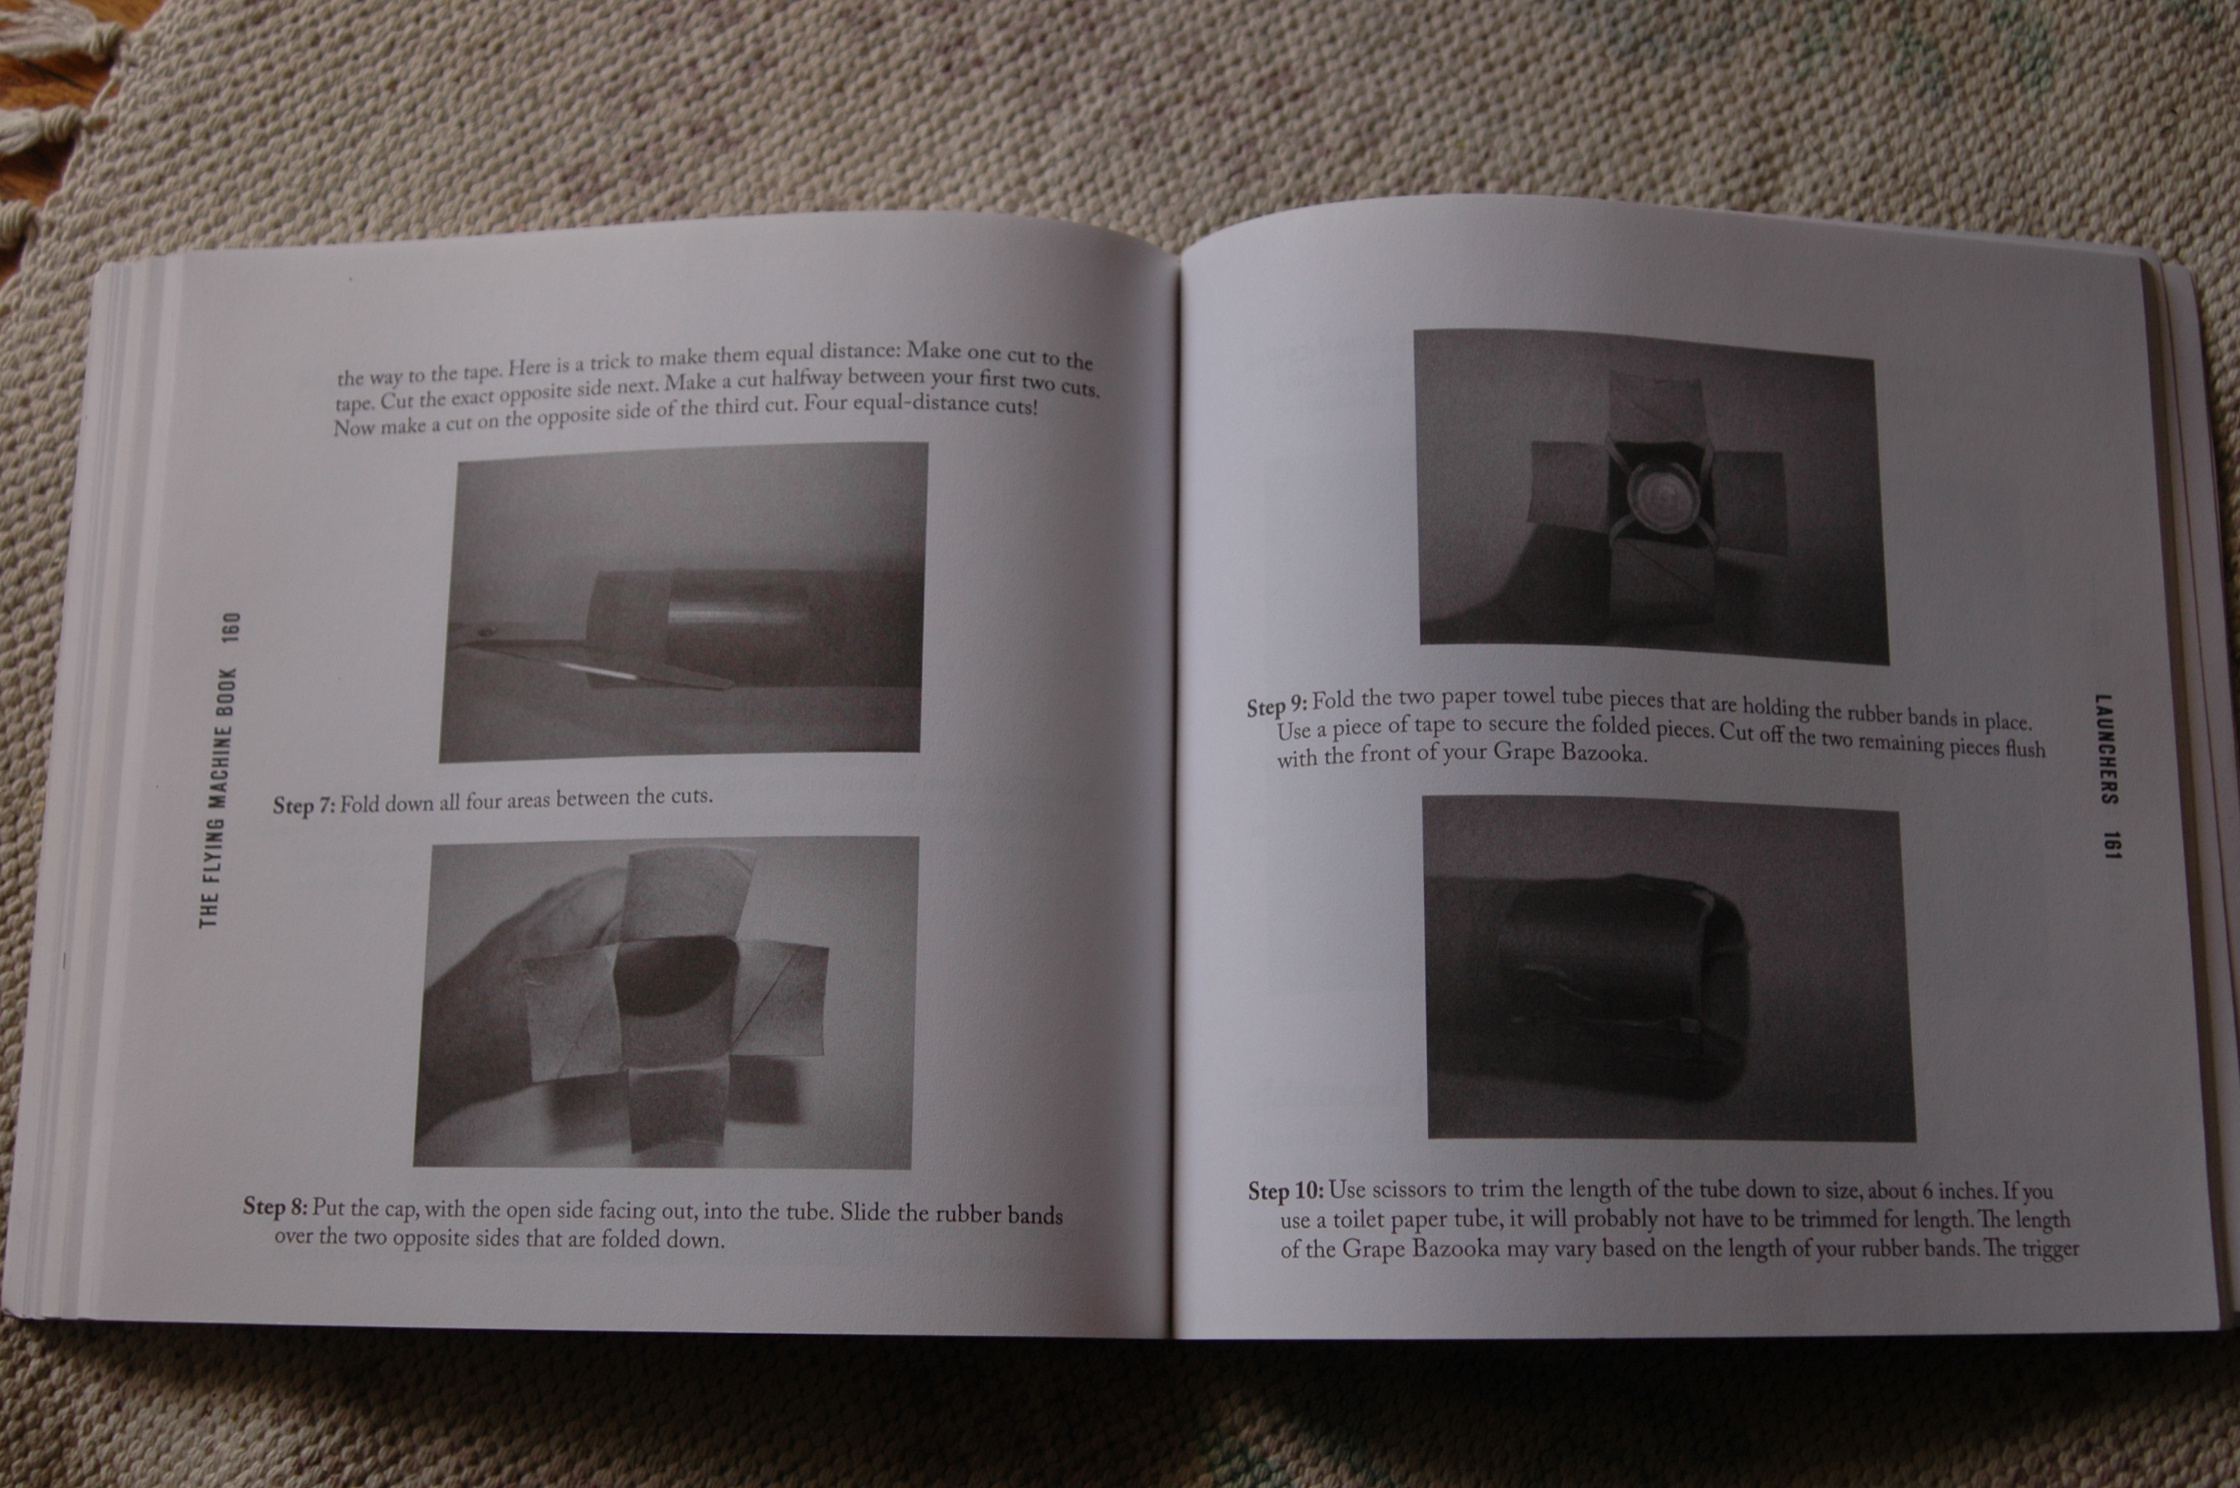 the way to the tape. Here is a trick to make them equal distance: Make one cut to the
tape. Cut the exact opposite side next. Make a cut halfway between your first two cuts.
Now make a cut on the opposite side of the third cut. Four equal-distance cuts!
Step 7: Fold down all four areas between the cuts.
Step 8: Put the cap, with the open side facing out, into the tube. Slide the rubber bands
over the two opposite sides that are folded down.
THE FLYING MACHINE BOOK 160
Step 9: Fold the two paper towel tube pieces that are holding the rubber bands in place.
Use a piece of tape to secure the folded pieces. Cut off the two remaining pieces flush
with the front of your Grape Bazooka.
Step 10: Use scissors to trim the length of the tube down to size, about 6 inches. If you
use a toilet paper tube, it will probably not have to be trimmed for length. The length
of the Grape Bazooka may vary based on the length of your rubber bands. The trigger
LAUNCHERS 161